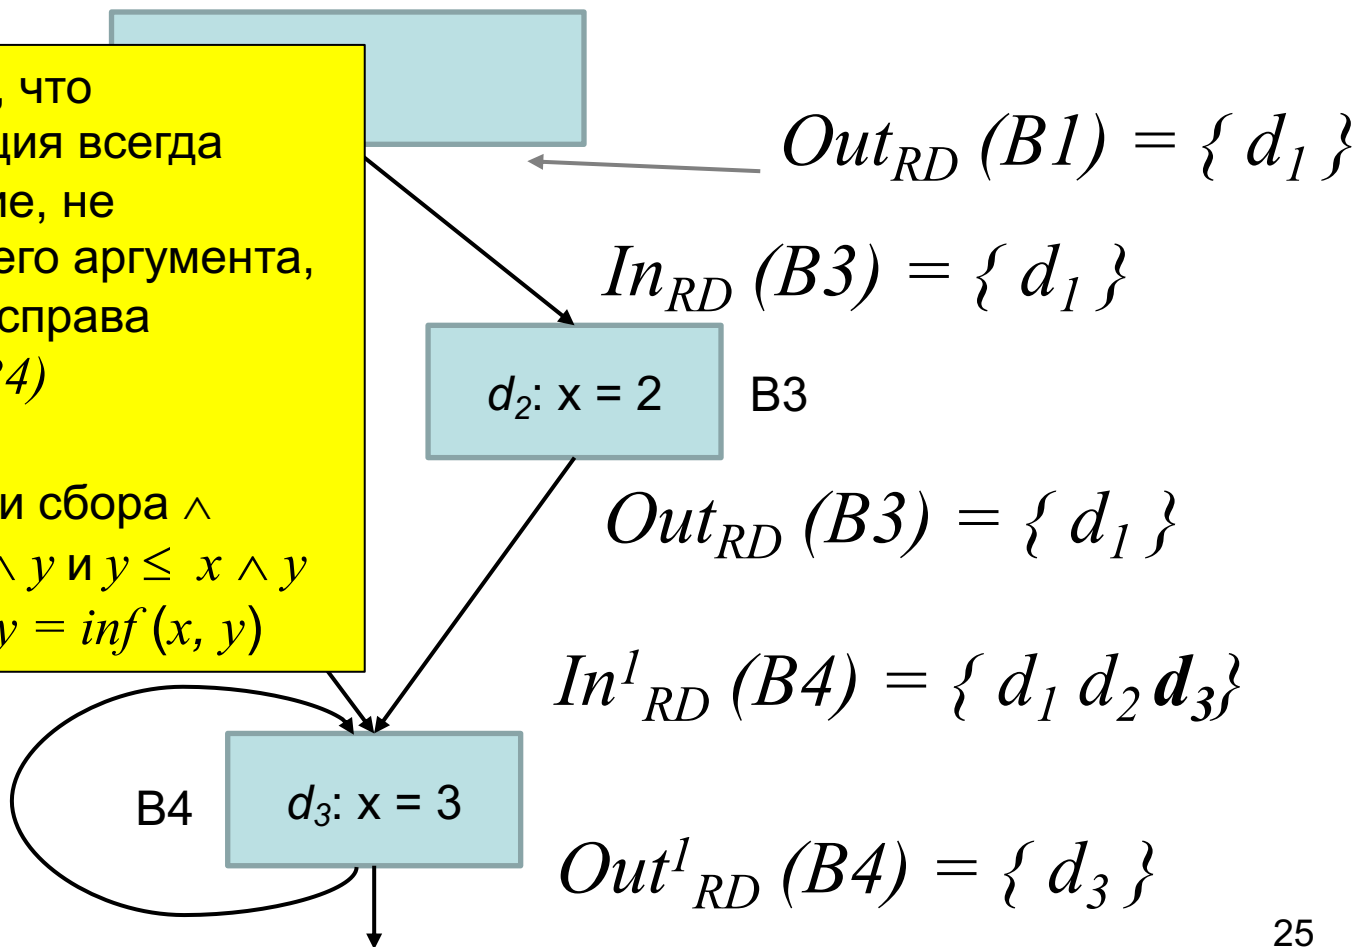 , что
ция всегда
ие, не
его аргумента,
справа
4)
и сбора ∧
∧ y и y ≤ x ∧ y
y = inf (x, y)
Out_RD (B1) = { d_1 }
In_RD (B3) = { d_1 }
d_2: x = 2
B3
Out_RD (B3) = { d_1 }
In^1_RD (B4) = { d_1 d_2 d_3}
B4
d_3: x = 3
Out^1_RD (B4) = { d_3 }
25